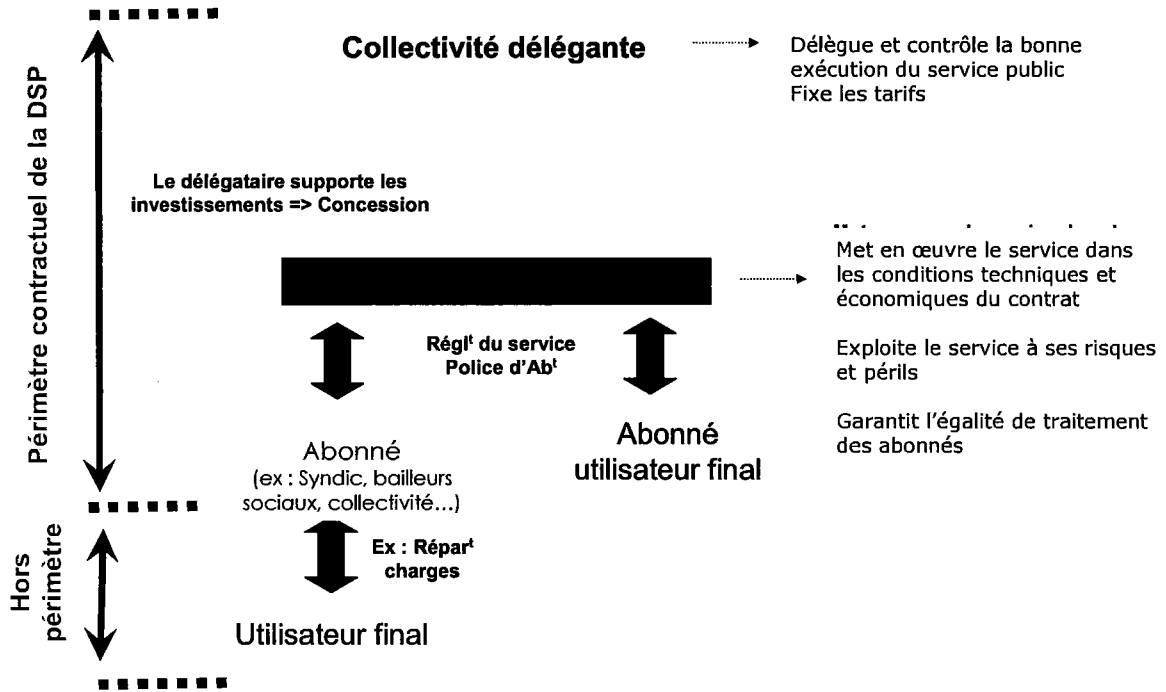 Collectivité délégante
Délègue et contrôle la bonne
exécution du service public
Fixe les tarifs
Périmètre contractuel de la DSP
Le délégataire supporte les
investissements => Concession
Met en œuvre le service dans
les conditions techniques et
économiques du contrat
Exploite le service à ses risques
et périls
Garantit l'égalité de traitement
des abonnés
Réglᵗ du service
Police d'Abᵗ
Abonné
(ex : Syndic, bailleurs
sociaux, collectivité...)
Abonné
utilisateur final
Hors
périmètre
Ex : Réparᵗ
charges
Utilisateur final